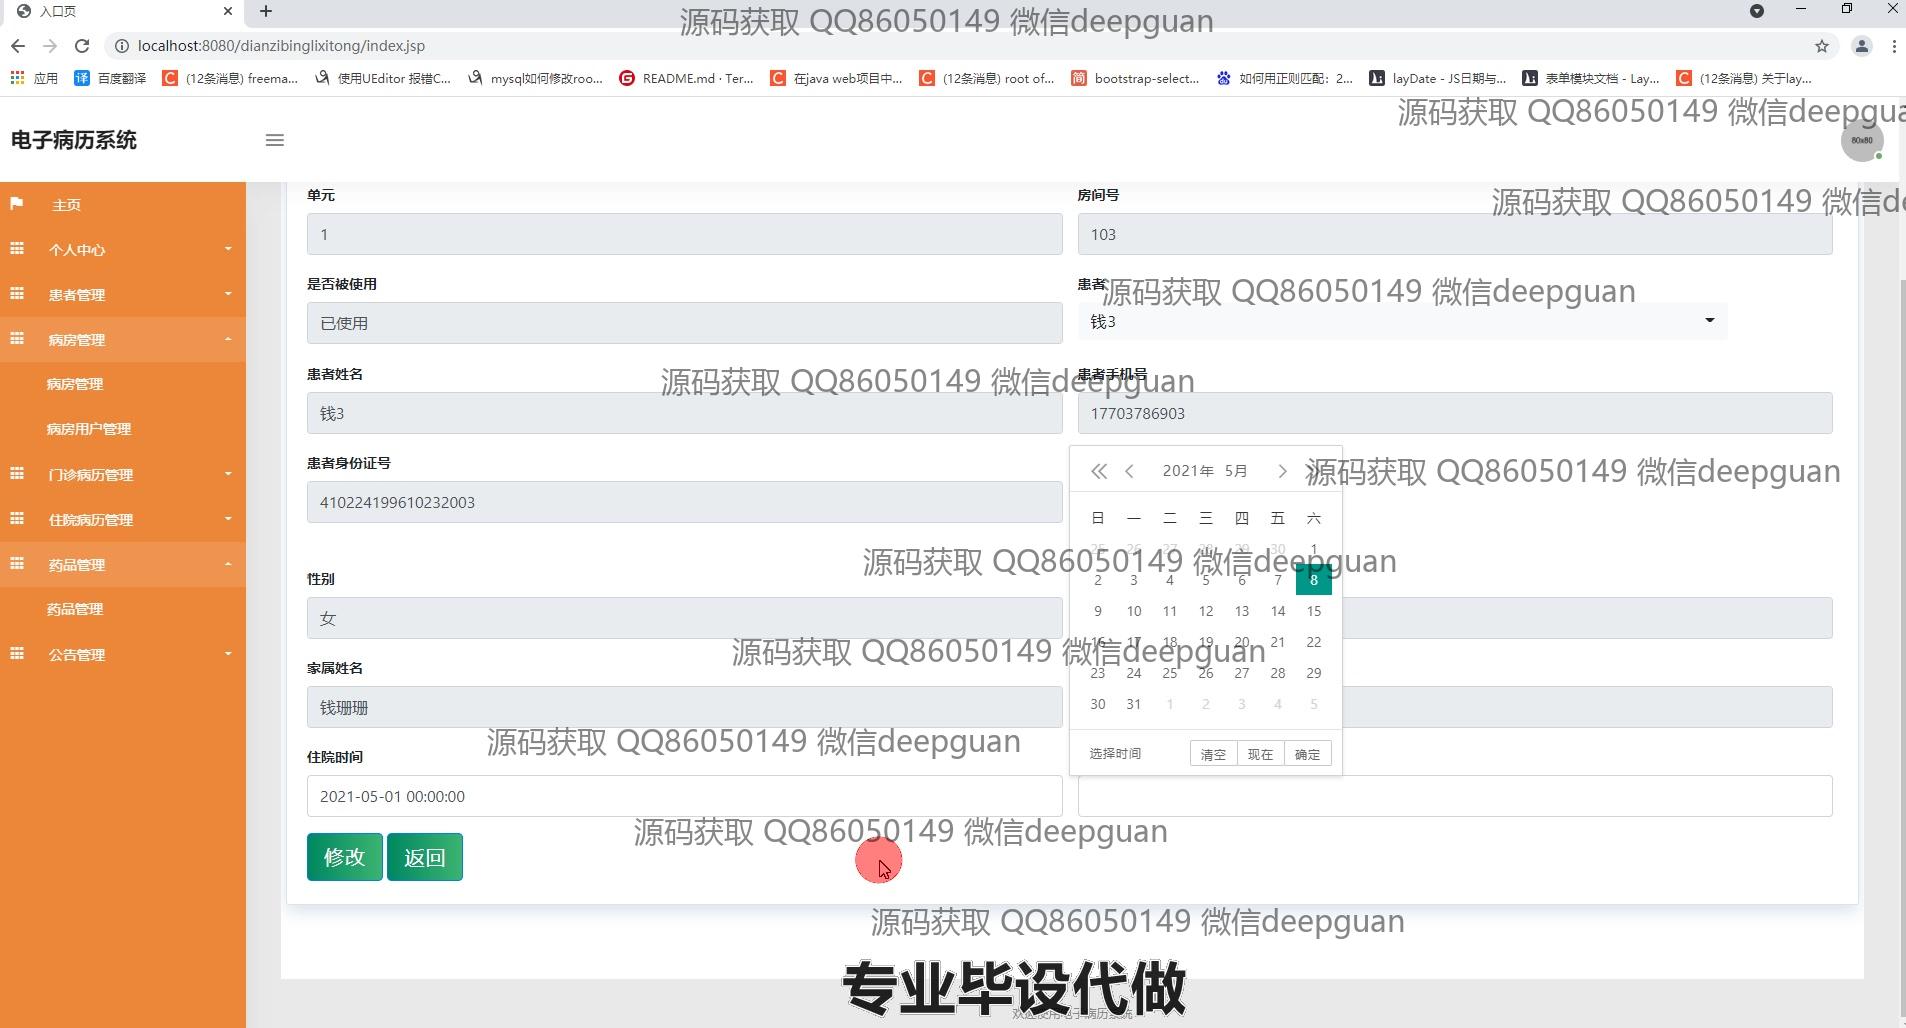 入口页
源码获取 QQ86050149 微信deepguan
localhost:8080/dianzibinglixitong/index.jsp
应用 百度翻译 (12条消息) freema... 使用UEditor 报错C... mysql如何修改roo... README.md · Ter... 在java web项目中... (12条消息) root of... bootstrap-select... 如何用正则匹配：2... layDate - JS日期与... 表单模块文档 - Lay... (12条消息) 关于lay...
源码获取 QQ86050149 微信deepgua
电子病历系统
80x80
主页
个人中心
患者管理
病房管理
病房管理
病房用户管理
门诊病历管理
住院病历管理
药品管理
药品管理
公告管理
单元 房间号
源码获取 QQ86050149 微信de
1 103
是否被使用 患者
源码获取 QQ86050149 微信deepguan
已使用 钱3
患者姓名 患者手机号
源码获取 QQ86050149 微信deepguan
钱3 17703786903
患者身份证号
2021年 5月
源码获取 QQ86050149 微信deepguan
410224199610232003
日 一 二 三 四 五 六
25 26 27 28 29 30 1
源码获取 QQ86050149 微信deepguan
性别
2 3 4 5 6 7 8
女
9 10 11 12 13 14 15
16 17 18 19 20 21 22
源码获取 QQ86050149 微信deepguan
家属姓名
23 24 25 26 27 28 29
钱珊珊
30 31 1 2 3 4 5
源码获取 QQ86050149 微信deepguan
住院时间
选择时间 清空 现在 确定
2021-05-01 00:00:00
源码获取 QQ86050149 微信deepguan
修改 返回
源码获取 QQ86050149 微信deepguan
专业毕设代做
欢迎使用电子病历系统